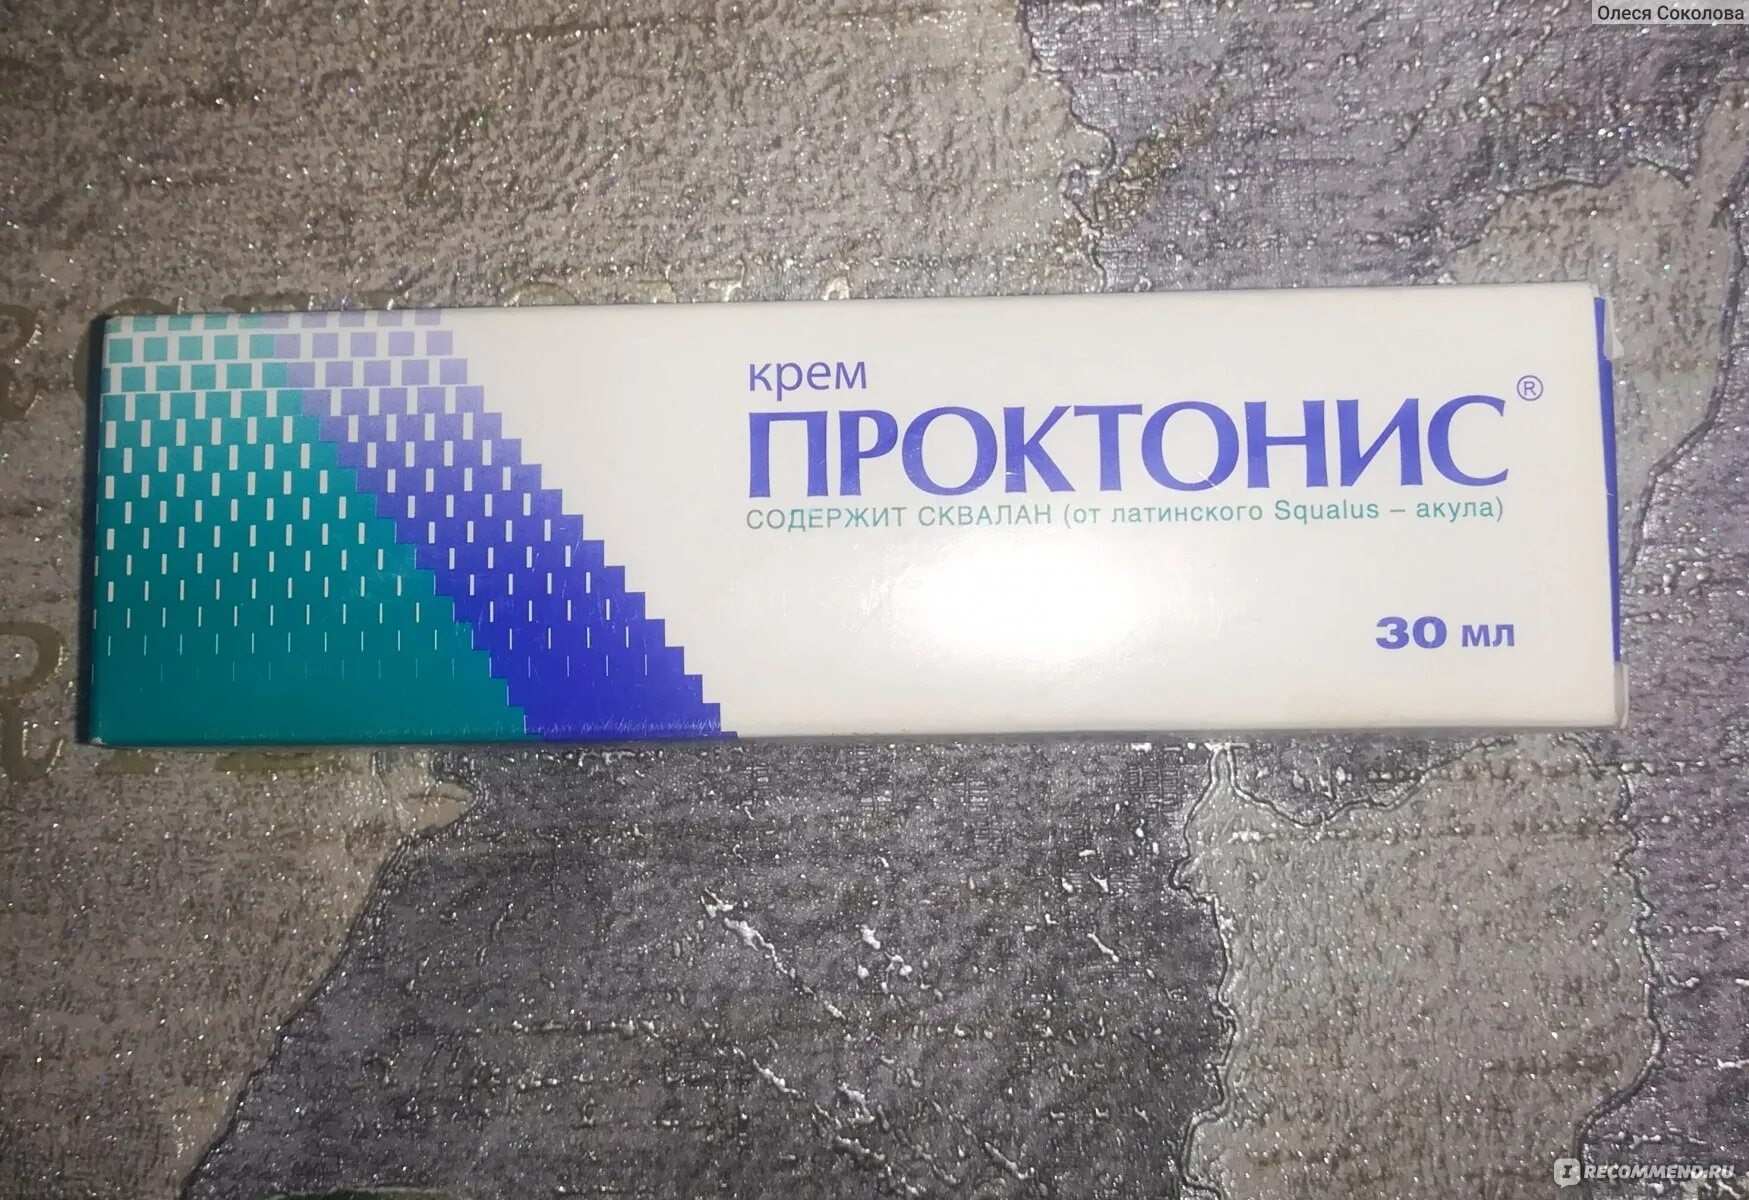 Олеся Соколова
крем
ПРОКТОНИС®
СОДЕРЖИТ СКВАЛАН (от латинского Squalus – акула)
30 мл
RECOMMEND.RU